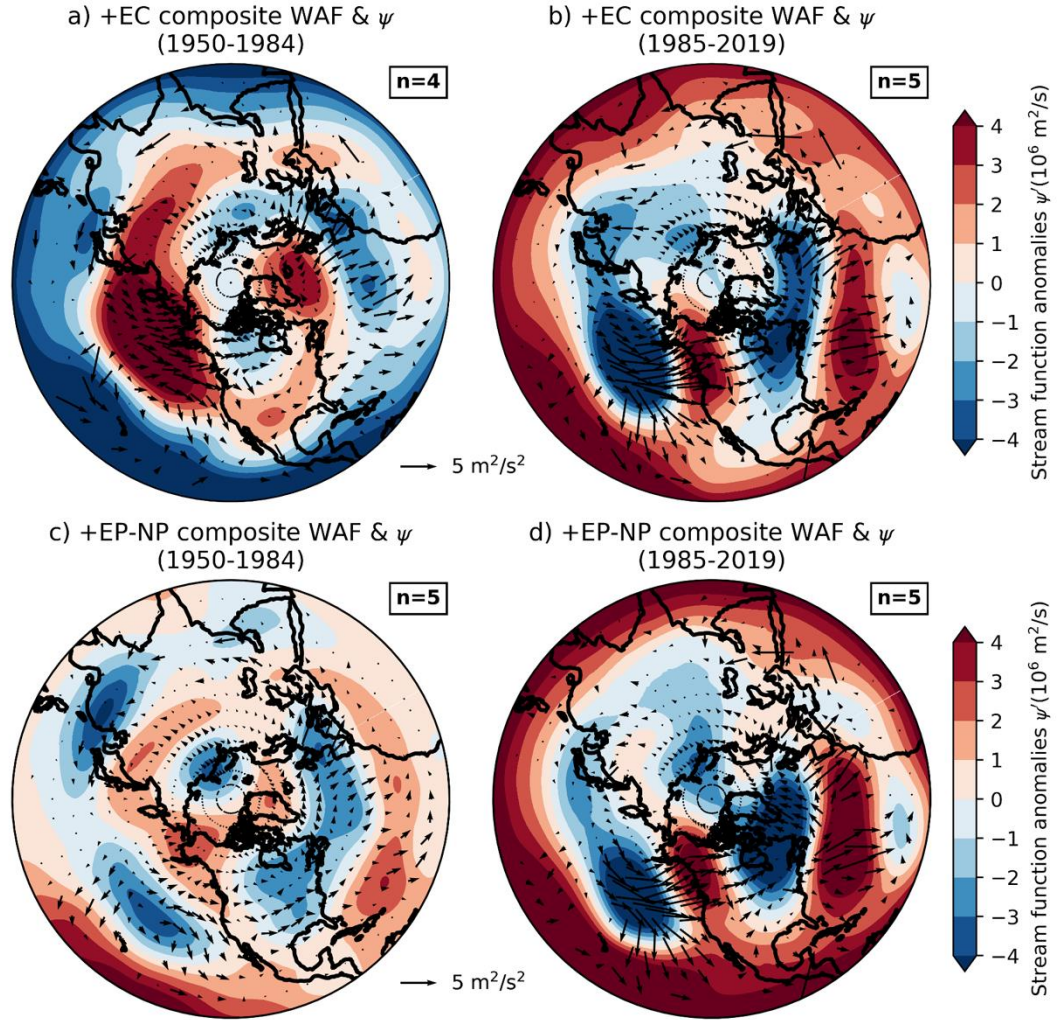 a) +EC composite WAF & ψ
(1950-1984)
n=4
b) +EC composite WAF & ψ
(1985-2019)
n=5
4
3
2
1
0
−1
−2
−3
−4
Stream function anomalies ψ/(10⁶ m²/s)
5 m²/s²
c) +EP-NP composite WAF & ψ
(1950-1984)
n=5
d) +EP-NP composite WAF & ψ
(1985-2019)
n=5
4
3
2
1
0
−1
−2
−3
−4
Stream function anomalies ψ/(10⁶ m²/s)
5 m²/s²